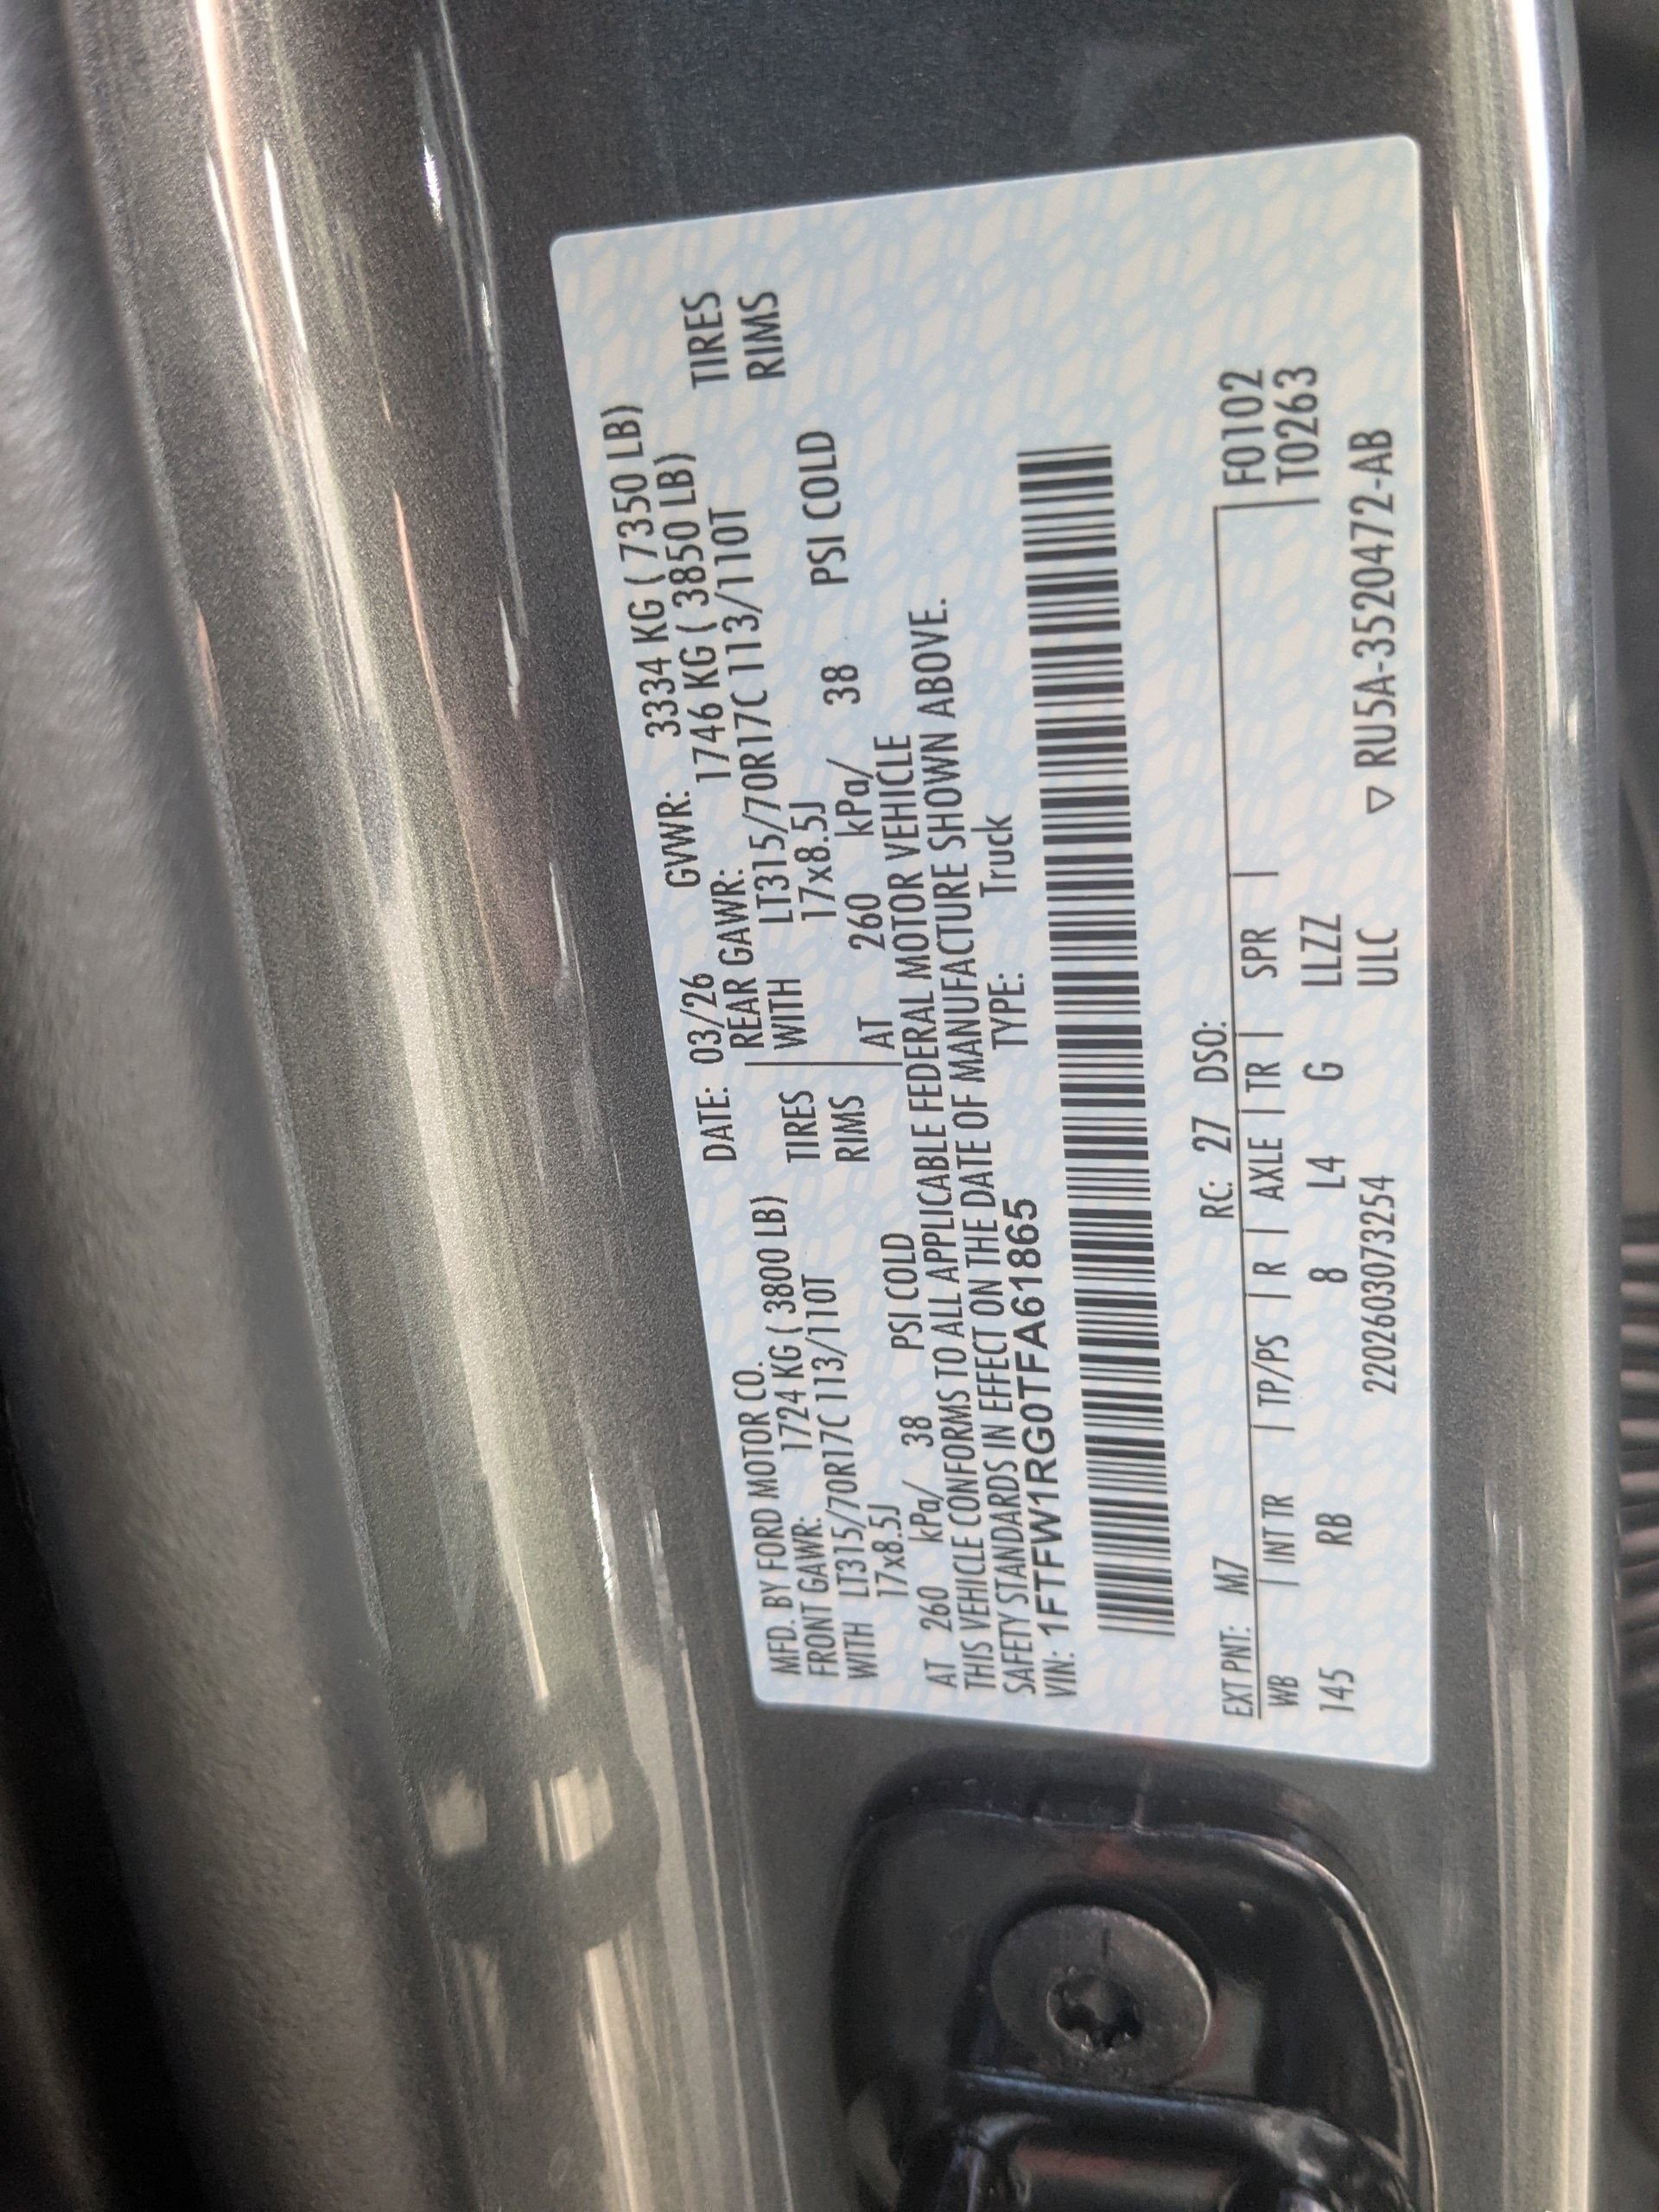 MFD. BY FORD MOTOR CO. DATE: 03/26 GVWR: 3334 KG ( 7350 LB)
FRONT GAWR: 1724 KG ( 3800 LB) REAR GAWR: 1746 KG ( 3850 LB)
WITH LT315/70R17C 113/110T TIRES WITH LT315/70R17C 113/110T TIRES
17x8.5J RIMS 17x8.5J RIMS
AT 260 kPa/ 38 PSI COLD AT 260 kPa/ 38 PSI COLD
THIS VEHICLE CONFORMS TO ALL APPLICABLE FEDERAL MOTOR VEHICLE
SAFETY STANDARDS IN EFFECT ON THE DATE OF MANUFACTURE SHOWN ABOVE.
VIN: 1FTFW1RG0TFA61865 TYPE: Truck
EXT PNT: M7 RC: 27 DSO:
WB | INT TR | TP/PS | R | AXLE | TR | SPR | F0102
145 RB 8 L4 G LLZZ T0263
2202603073254 ULC ▽ RU5A-3520472-AB